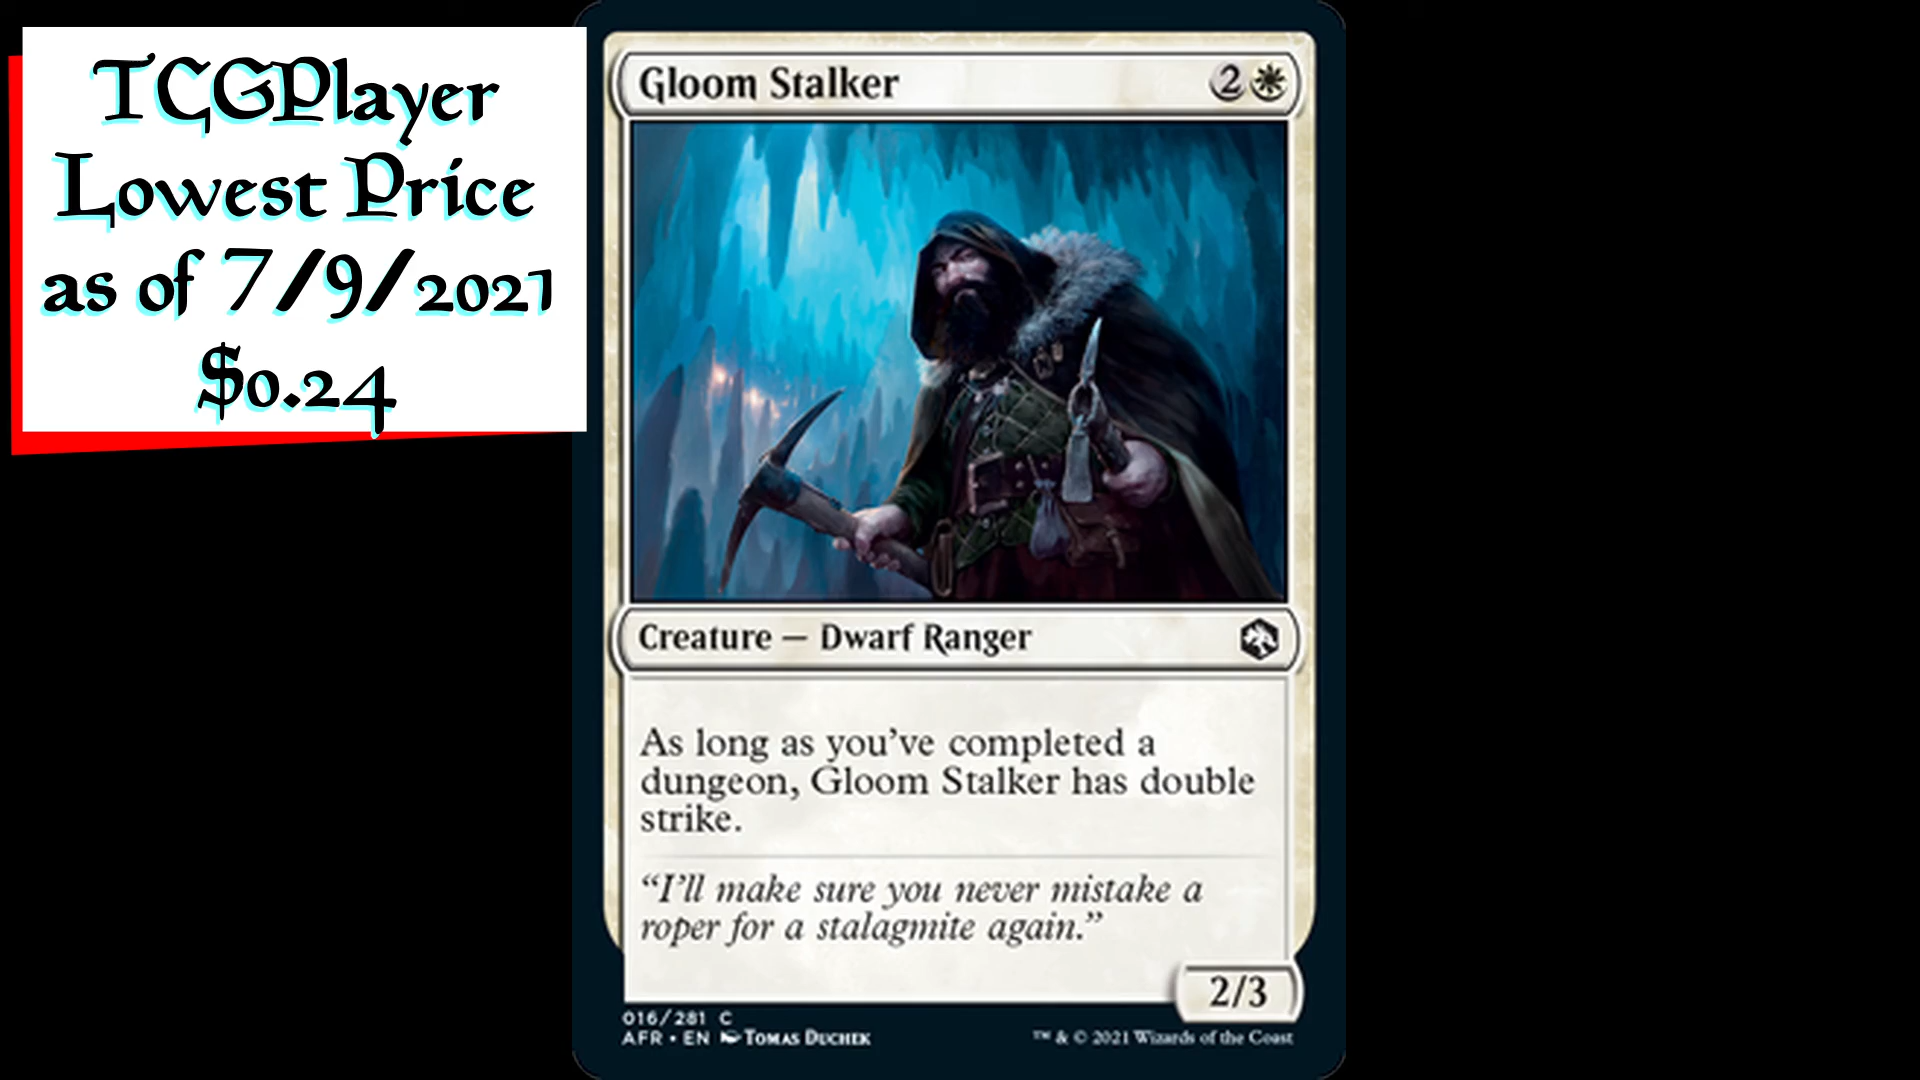 TCGPlayer
Lowest Price
as of 7/9/2021
$0.24
Gloom Stalker 2
Creature — Dwarf Ranger
As long as you’ve completed a
dungeon, Gloom Stalker has double
strike.
“I’ll make sure you never mistake a
roper for a stalagmite again.”
2/3
016/281 C
AFR • EN Tomas Duchek
™ & © 2021 Wizards of the Coast